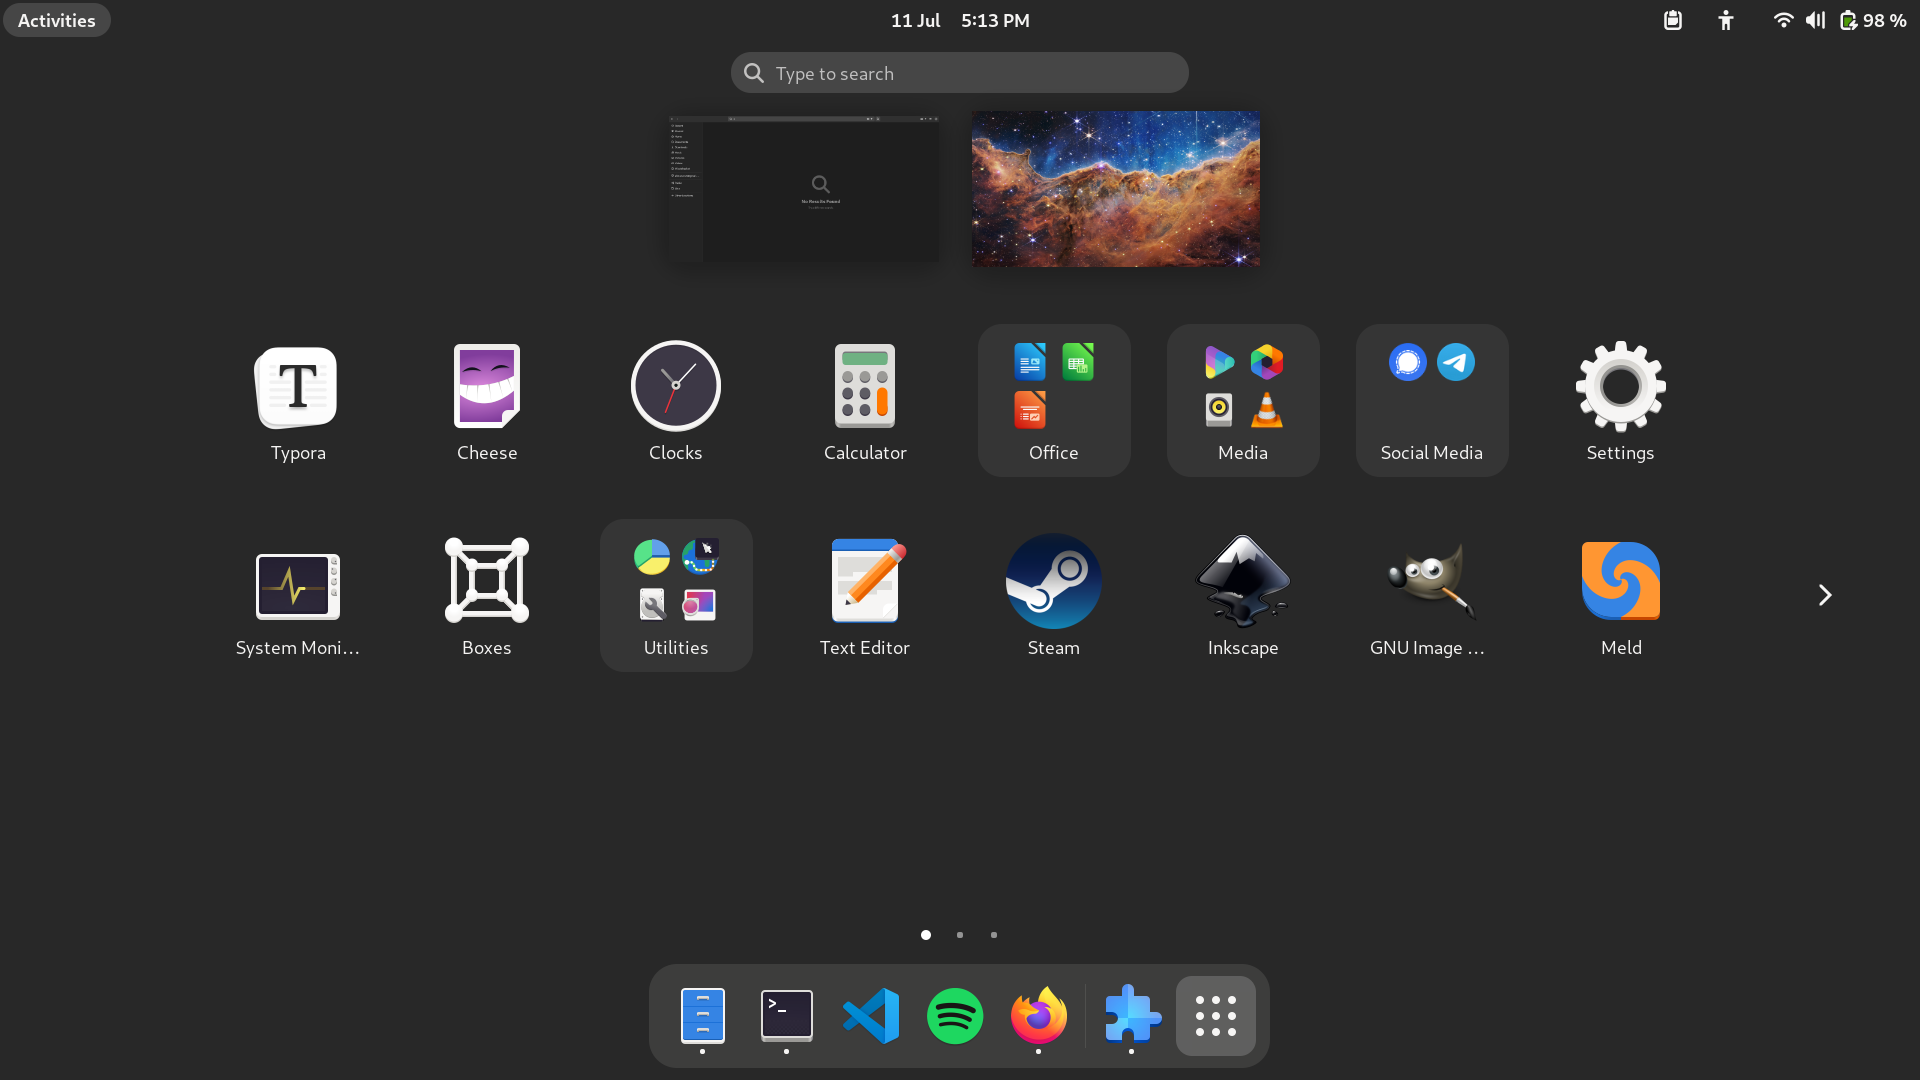 Activities
11 Jul 5:13 PM
98 %
Type to search
Typora
Cheese
Clocks
Calculator
Office
Media
Social Media
Settings
System Moni...
Boxes
Utilities
Text Editor
Steam
Inkscape
GNU Image ...
Meld